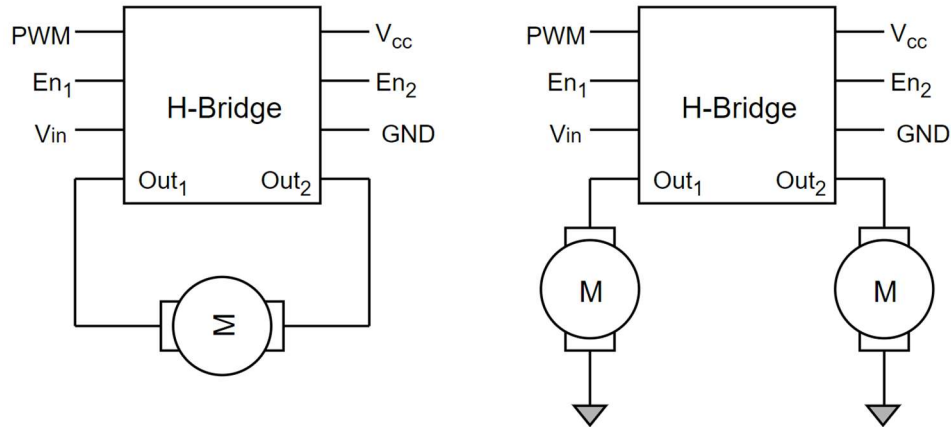 PWM
En₁
Vin
H-Bridge
Vcc
En₂
GND
Out₁
Out₂
M
PWM
En₁
Vin
H-Bridge
Vcc
En₂
GND
Out₁
Out₂
M
M